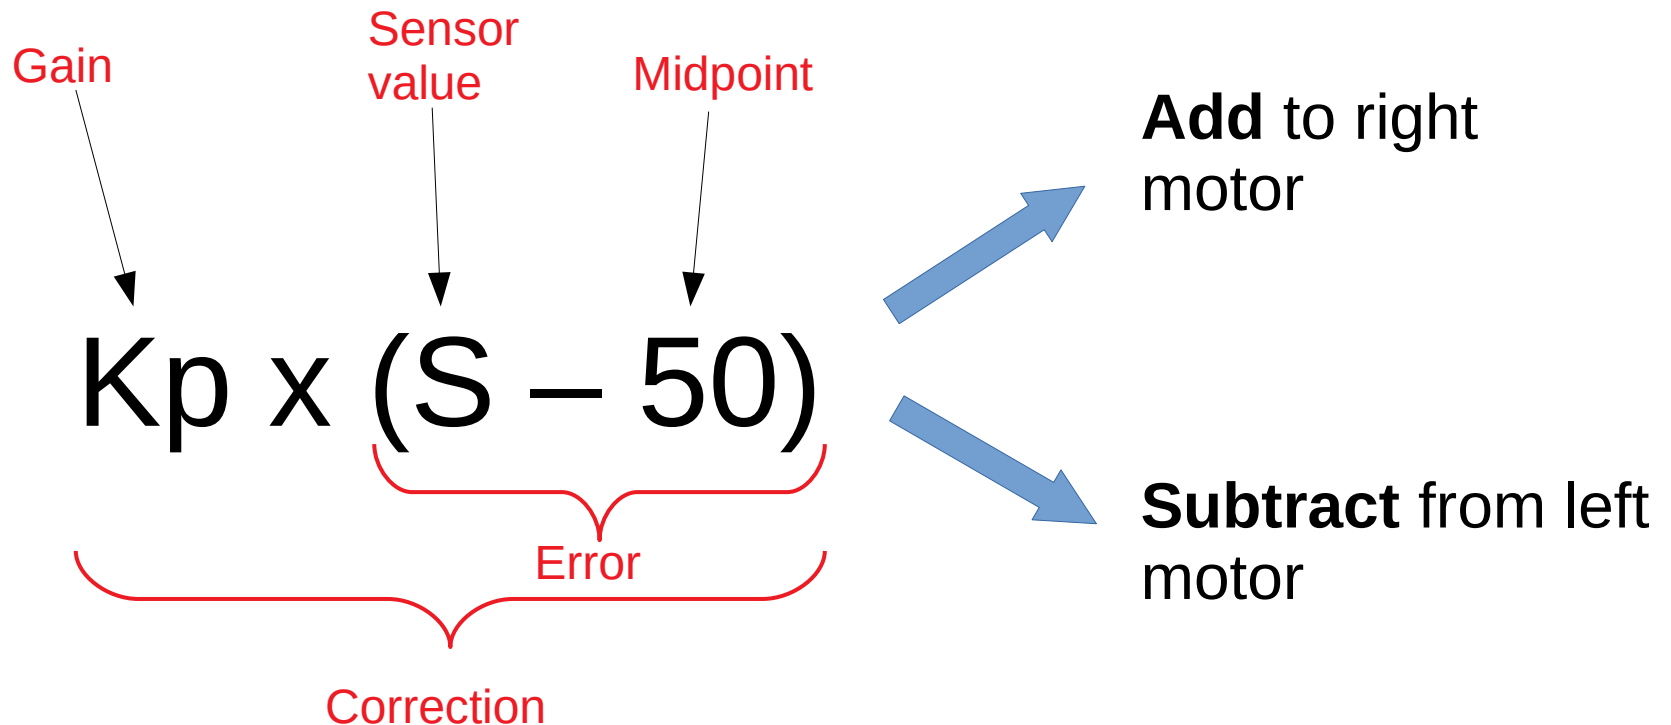 Gain
Sensor
value
Midpoint
Kp x (S – 50)
Error
Correction
Add to right
motor
Subtract from left
motor